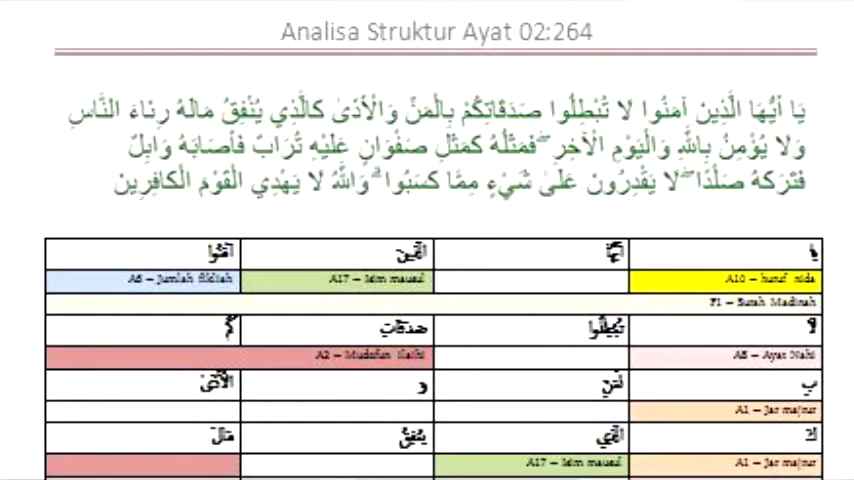 Analisa Struktur Ayat 02:264
يَا أَيُّهَا الَّذِينَ آمَنُوا لَا تُبْطِلُوا صَدَقَاتِكُمْ بِالْمَنِّ وَالْأَذَىٰ كَالَّذِي يُنْفِقُ مَالَهُ رِئَاءَ النَّاسِ
وَلَا يُؤْمِنُ بِاللَّهِ وَالْيَوْمِ الْآخِرِ ۖ فَمَثَلُهُ كَمَثَلِ صَفْوَانٍ عَلَيْهِ تُرَابٌ فَأَصَابَهُ وَابِلٌ
فَتَرَكَهُ صَلْدًا ۖ لَا يَقْدِرُونَ عَلَىٰ شَيْءٍ مِمَّا كَسَبُوا ۗ وَاللَّهُ لَا يَهْدِي الْقَوْمَ الْكَافِرِينَ
يَا أَيُّهَا الَّذِينَ آمَنُوا
A10 – huruf nida A17 – Isim mausul A6 – Jumlah fikliah
F1 – Surah Madinah
لَا تُبْطِلُوا صَدَقَاتِ كُمْ
A8 – Ayat Nahi A2 – Mudofun ilaihi
بِ لْمَنِّ وَ الْأَذَىٰ
A1 – Jar majrur
كَ الَّذِي يُنْفِقُ مَالَ
A1 – Jar majrur A17 – Isim mausul